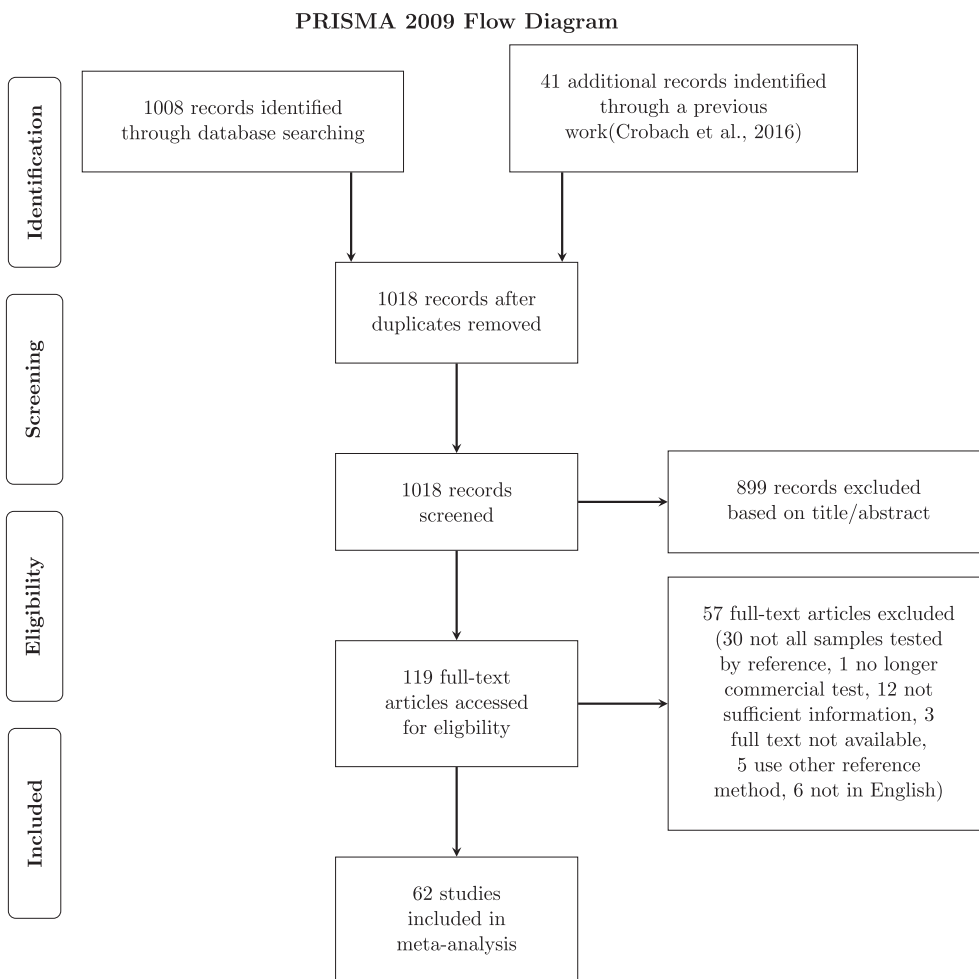 PRISMA 2009 Flow Diagram
Identification
1008 records identified
through database searching
41 additional records indentified
through a previous
work(Crobach et al., 2016)
1018 records after
duplicates removed
Screening
1018 records
screened
899 records excluded
based on title/abstract
Eligibility
119 full-text
articles accessed
for eligbility
57 full-text articles excluded
(30 not all samples tested
by reference, 1 no longer
commercial test, 12 not
sufficient information, 3
full text not available,
5 use other reference
method, 6 not in English)
Included
62 studies
included in
meta-analysis